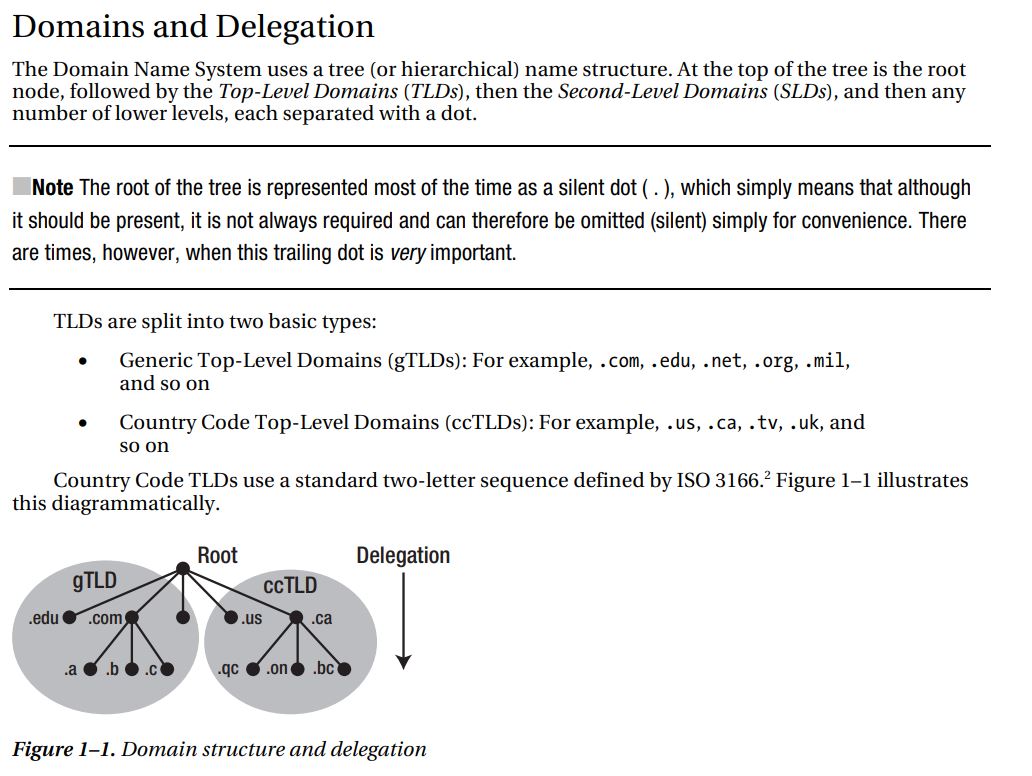 Domains and Delegation
The Domain Name System uses a tree (or hierarchical) name structure. At the top of the tree is the root
node, followed by the Top-Level Domains (TLDs), then the Second-Level Domains (SLDs), and then any
number of lower levels, each separated with a dot.
Note The root of the tree is represented most of the time as a silent dot ( . ), which simply means that although
it should be present, it is not always required and can therefore be omitted (silent) simply for convenience. There
are times, however, when this trailing dot is very important.
TLDs are split into two basic types:
• Generic Top-Level Domains (gTLDs): For example, .com, .edu, .net, .org, .mil,
and so on
• Country Code Top-Level Domains (ccTLDs): For example, .us, .ca, .tv, .uk, and
so on
Country Code TLDs use a standard two-letter sequence defined by ISO 3166.² Figure 1–1 illustrates
this diagrammatically.
Root Delegation
gTLD ccTLD
.edu .com .us .ca
.a .b .c .qc .on .bc
Figure 1–1. Domain structure and delegation